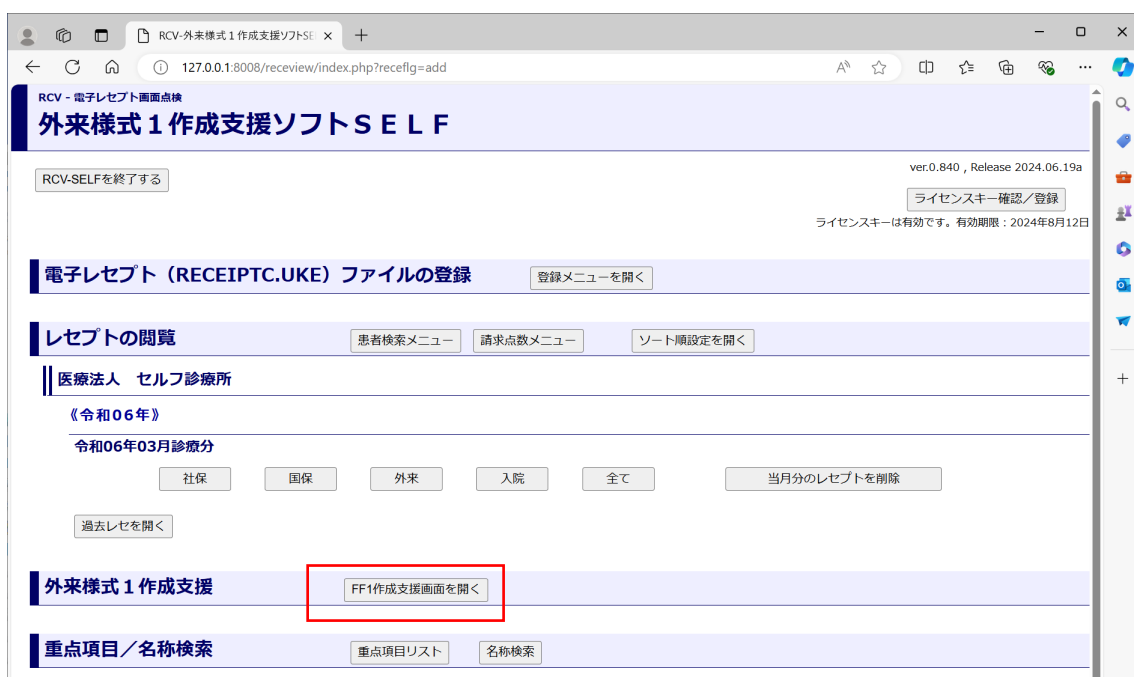 RCV-外来様式１作成支援ソフトSE
127.0.0.1:8008/receview/index.php?receflg=add
RCV - 電子レセプト画面点検
外来様式１作成支援ソフトＳＥＬＦ
ver.0.840 , Release 2024.06.19a
RCV-SELFを終了する
ライセンスキー確認／登録
ライセンスキーは有効です。有効期限：2024年8月12日
電子レセプト（RECEIPTC.UKE）ファイルの登録 登録メニューを開く
レセプトの閲覧 患者検索メニュー 請求点数メニュー ソート順設定を開く
医療法人　セルフ診療所
《令和０６年》
令和06年03月診療分
社保 国保 外来 入院 全て 当月分のレセプトを削除
過去レセを開く
外来様式１作成支援 FF1作成支援画面を開く
重点項目／名称検索 重点項目リスト 名称検索